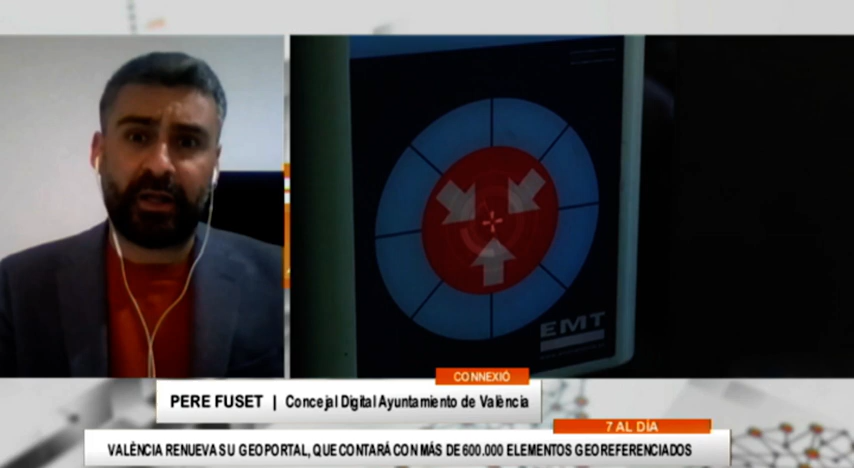 EMT
CONNEXIÓ
PERE FUSET | Concejal Digital Ayuntamiento de València
7 AL DÍA
VALÈNCIA RENUEVA SU GEOPORTAL, QUE CONTARÁ CON MÁS DE 600.000 ELEMENTOS GEOREFERENCIADOS